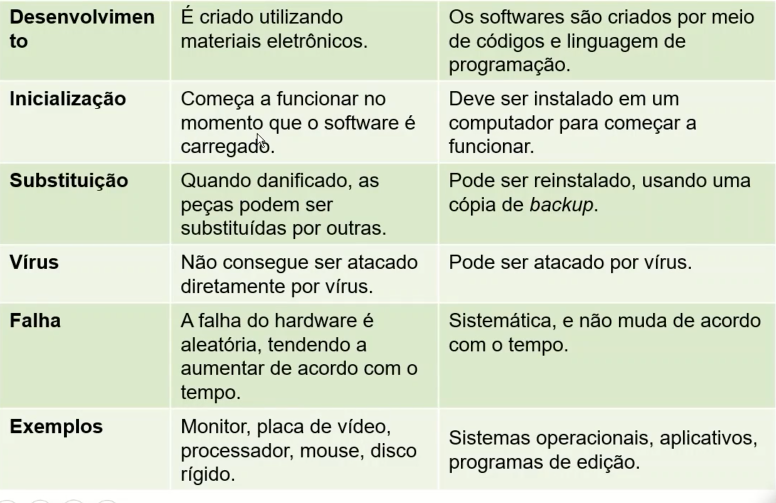 Desenvolvimen
to
É criado utilizando
materiais eletrônicos.
Os softwares são criados por meio
de códigos e linguagem de
programação.
Inicialização
Começa a funcionar no
momento que o software é
carregado.
Deve ser instalado em um
computador para começar a
funcionar.
Substituição
Quando danificado, as
peças podem ser
substituídas por outras.
Pode ser reinstalado, usando uma
cópia de backup.
Vírus
Não consegue ser atacado
diretamente por vírus.
Pode ser atacado por vírus.
Falha
A falha do hardware é
aleatória, tendendo a
aumentar de acordo com o
tempo.
Sistemática, e não muda de acordo
com o tempo.
Exemplos
Monitor, placa de vídeo,
processador, mouse, disco
rígido.
Sistemas operacionais, aplicativos,
programas de edição.